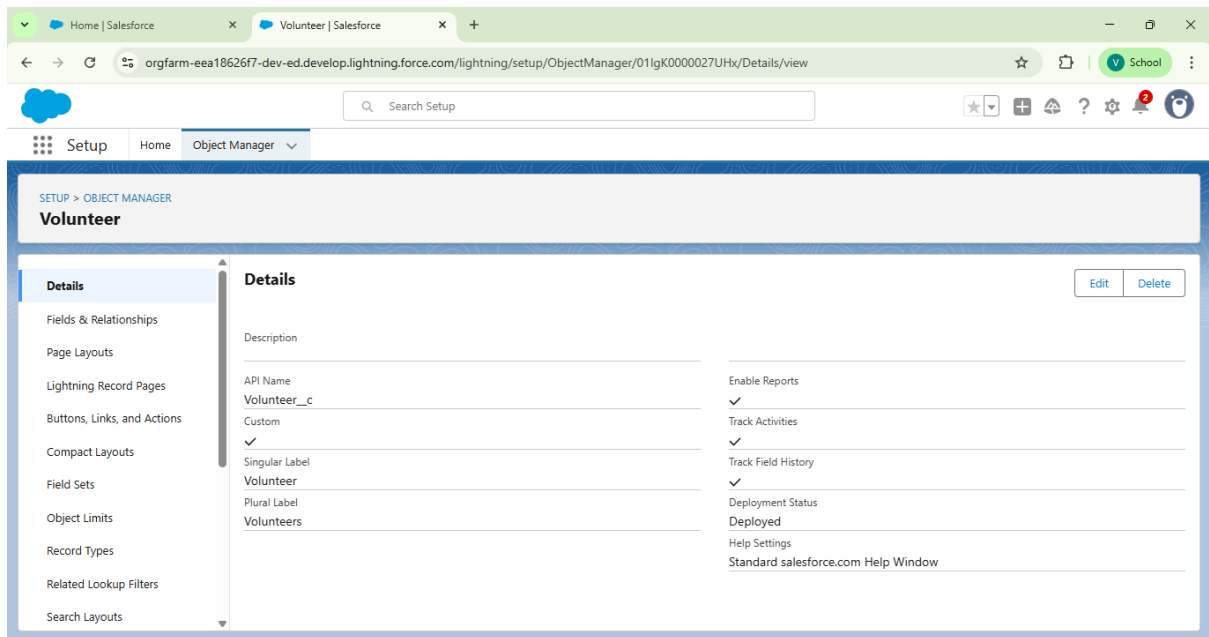 Home | Salesforce
Volunteer | Salesforce
orgfarm-eea18626f7-dev-ed.develop.lightning.force.com/lightning/setup/ObjectManager/01IgK0000027UHx/Details/view
V School
Search Setup
2
Setup
Home
Object Manager
SETUP > OBJECT MANAGER
Volunteer
Details
Fields & Relationships
Page Layouts
Lightning Record Pages
Buttons, Links, and Actions
Compact Layouts
Field Sets
Object Limits
Record Types
Related Lookup Filters
Search Layouts
Details
Edit
Delete
Description
API Name
Volunteer__c
Custom
Singular Label
Volunteer
Plural Label
Volunteers
Enable Reports
Track Activities
Track Field History
Deployment Status
Deployed
Help Settings
Standard salesforce.com Help Window